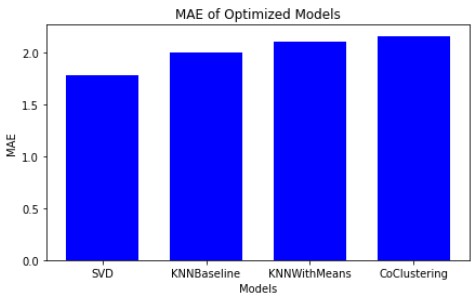 MAE of Optimized Models
MAE
2.0
1.5
1.0
0.5
0.0
SVD KNNBaseline KNNWithMeans CoClustering
Models